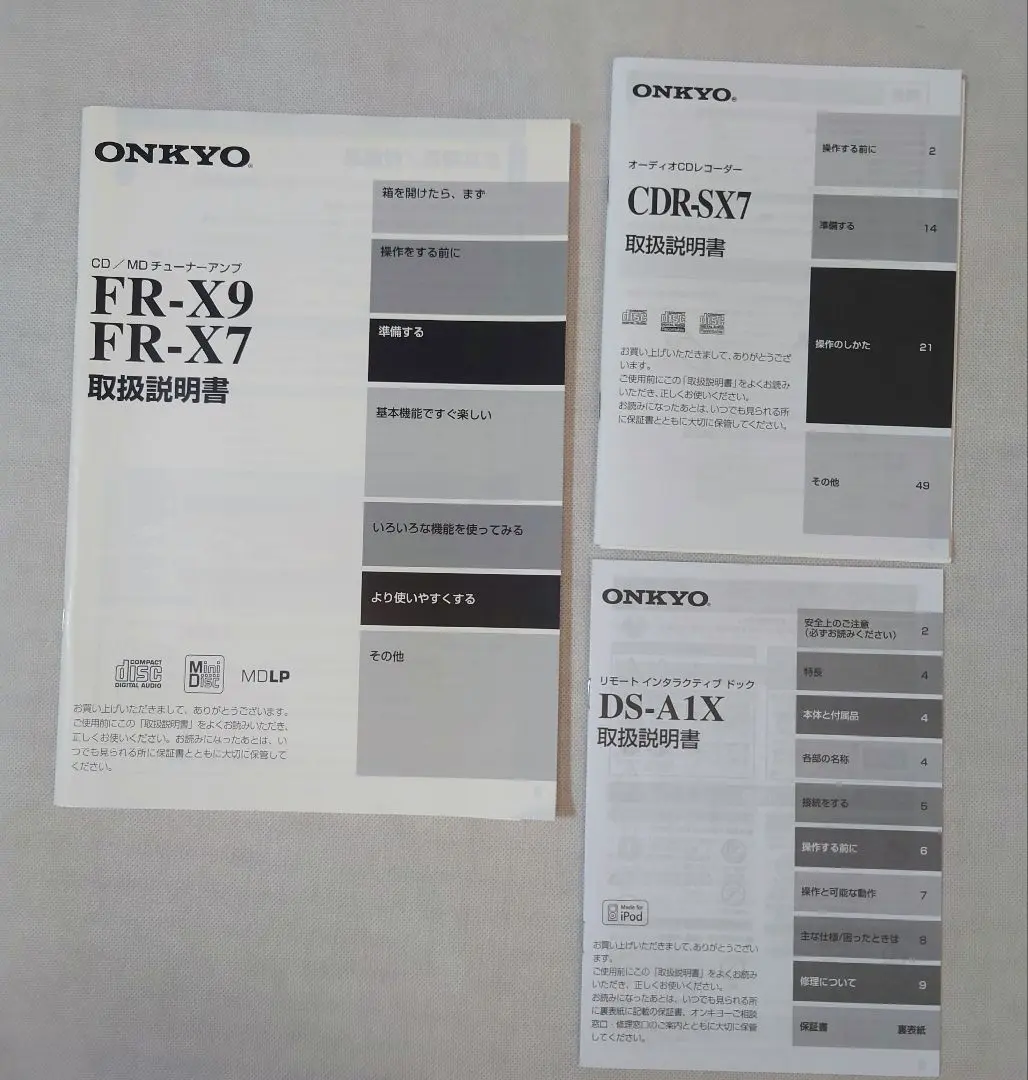 ONKYO
CD／MDチューナーアンプ
FR-X9
FR-X7
取扱説明書
COMPACT
disc
DIGITAL AUDIO
Mini
Disc
MDLP
お買い上げいただきまして、ありがとうございます。
ご使用前にこの「取扱説明書」をよくお読みいただき、
正しくお使いください。お読みになったあとは、い
つでも見られる所に保証書とともに大切に保管して
ください。
箱を開けたら、まず
操作をする前に
準備する
基本機能ですぐ楽しい
いろいろな機能を使ってみる
より使いやすくする
その他
ONKYO
オーディオCDレコーダー
CDR-SX7
取扱説明書
disc
disc
disc
お買い上げいただきまして、ありがとうござ
います。
ご使用前にこの「取扱説明書」をよくお読み
いただき、正しくお使いください。
お読みになったあとは、いつでも見られる所
に保証書とともに大切に保管してください。
操作する前に 2
準備する 14
操作のしかた 21
その他 49
ONKYO
リモート インタラクティブ ドック
DS-A1X
取扱説明書
Made for
iPod
お買い上げいただきまして、ありがとうござい
ます。
ご使用前にこの「取扱説明書」をよくお読み
いただき、正しくお使いください。
お読みになったあとは、いつでも見られる所
に裏表紙に記載の保証書、オンキヨーご相談
窓口・修理窓口のご案内とともに大切に保管
してください。
安全上のご注意
（必ずお読みください） 2
特長 4
本体と付属品 4
各部の名称 4
接続をする 5
操作する前に 6
操作と可能な動作 7
主な仕様/困ったときは 8
修理について 9
保証書 裏表紙